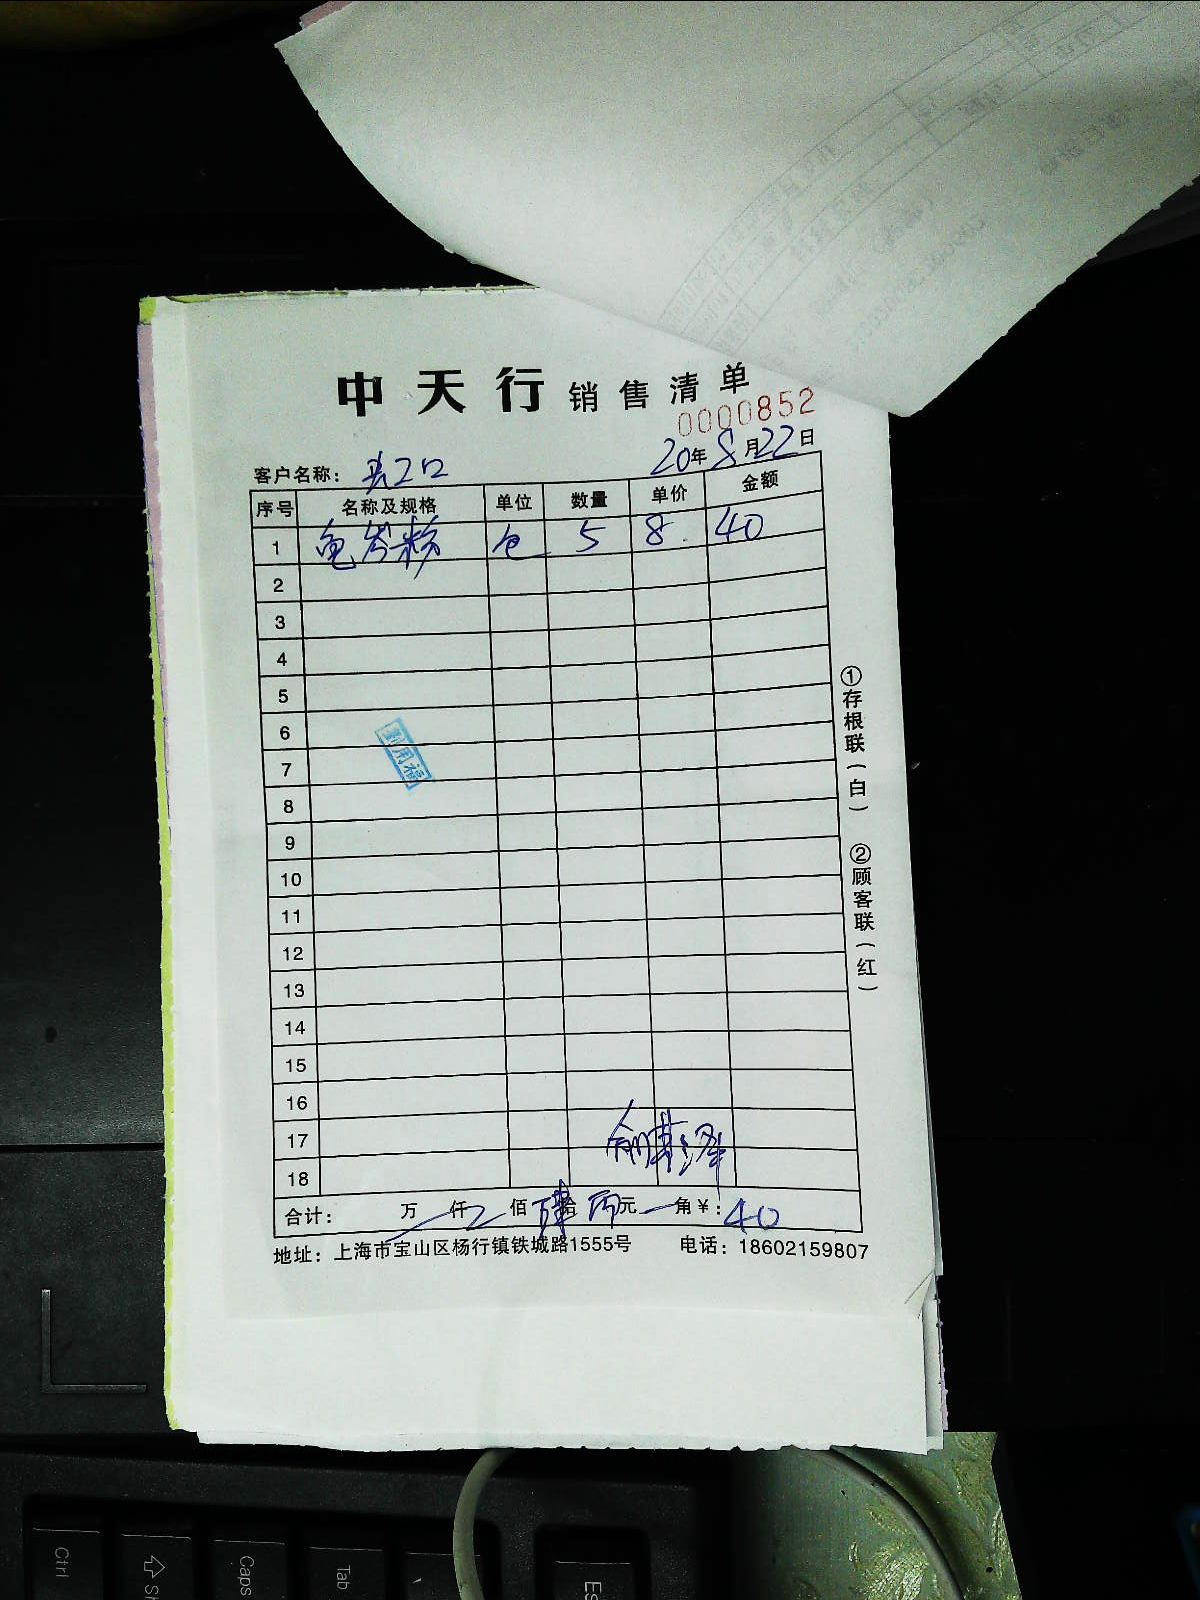 中天行销售清单
0000852
客户名称： 20年8月22日
序号 名称及规格 单位 数量 单价 金额
1 5 8. 40
2
3
4
5
6
7
8
9
10
11
12
13
14
15
16
17
18
合计： 万 仟 佰 肆拾 元 角¥：40
地址：上海市宝山区杨行镇铁城路1555号 电话：18602159807
①存根联（白） ②顾客联（红）
Ctrl
Caps
Tab